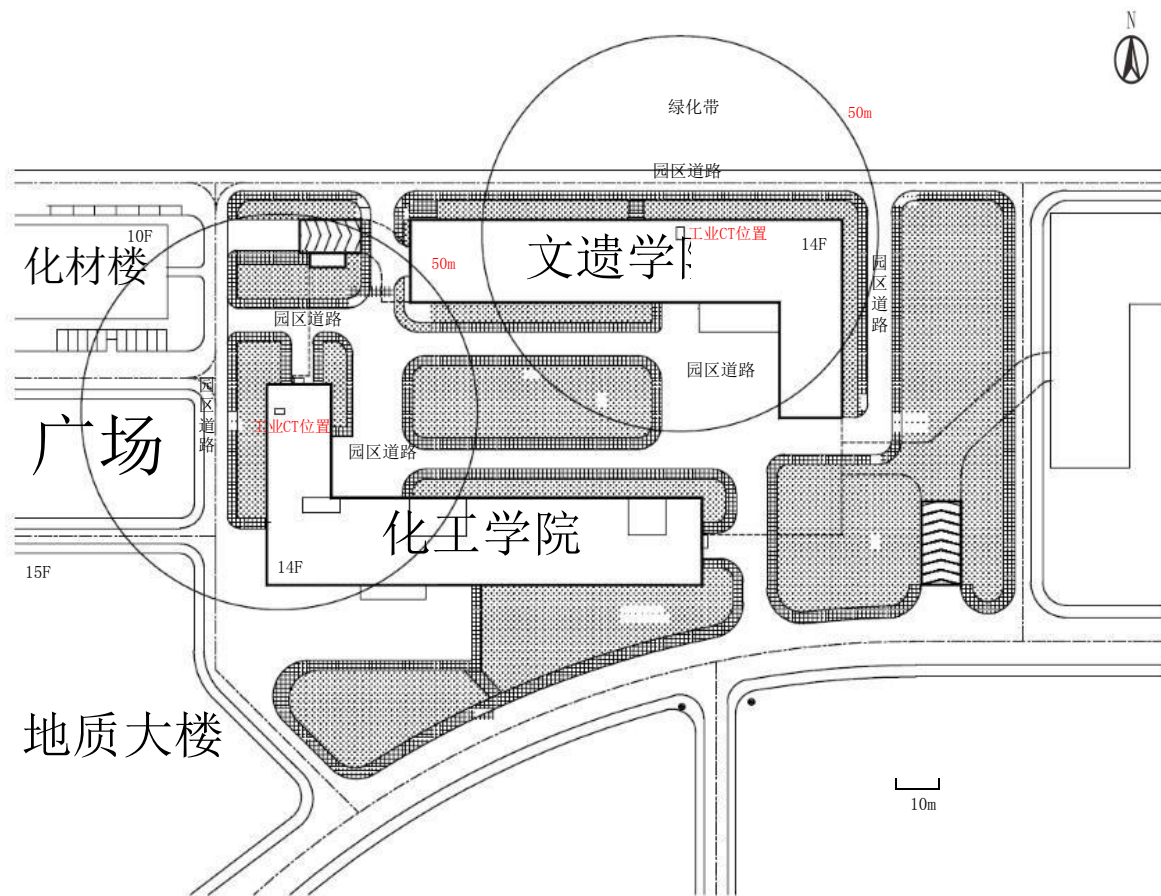 N
绿化带
50m
园区道路
10F
工业CT位置
14F
化材楼
文遗学
50m
园区道路
园区道路
园区道路
园区道路
广场
业CT位置
园区道路
化工学院
15F
14F
地质大楼
10m